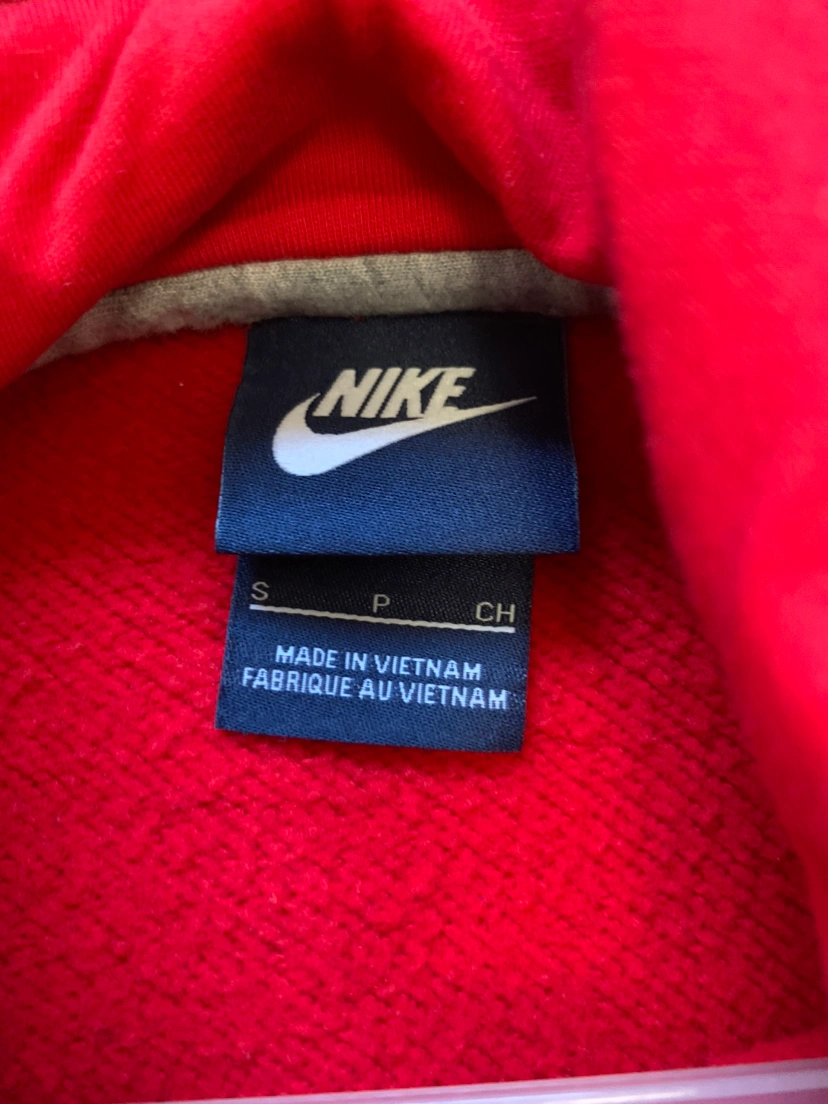 NIKE
S P CH
MADE IN VIETNAM
FABRIQUE AU VIETNAM